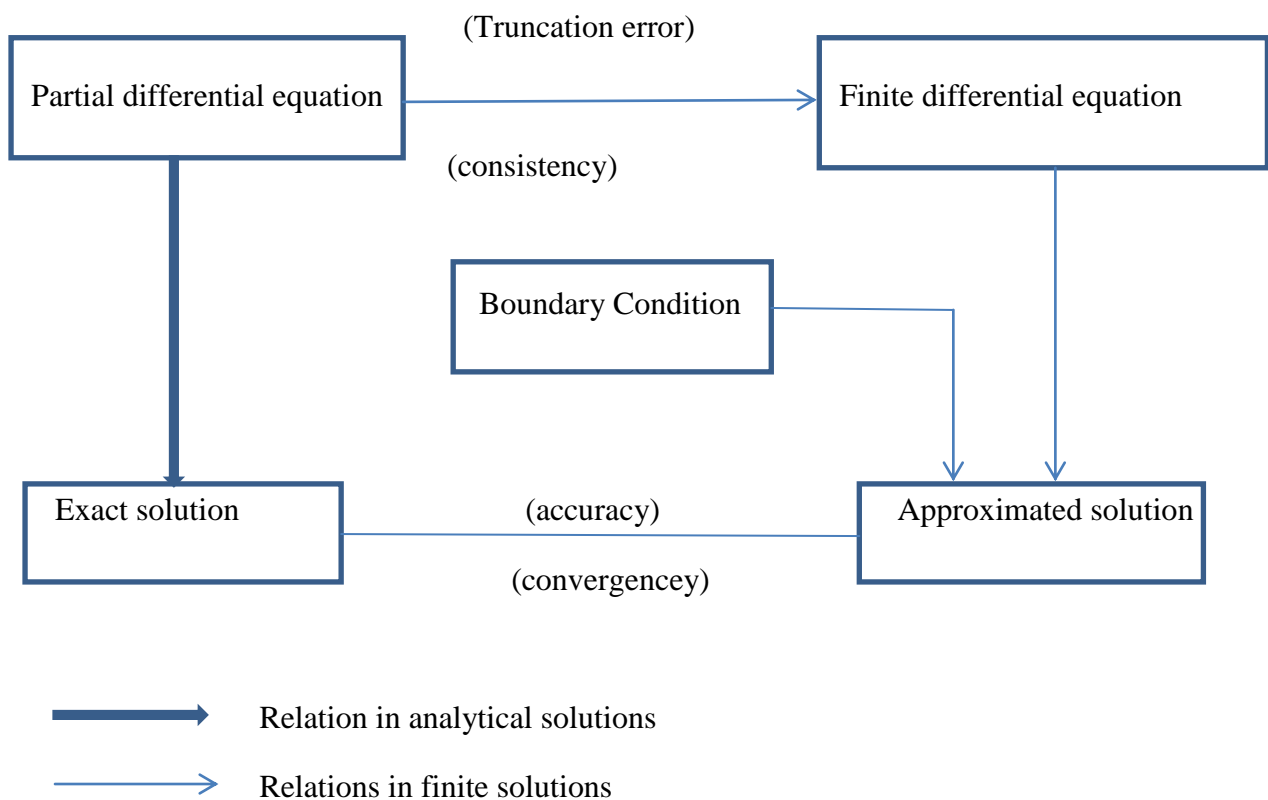 (Truncation error)
Partial differential equation
Finite differential equation
(consistency)
Boundary Condition
Exact solution
(accuracy)
Approximated solution
(convergencey)
Relation in analytical solutions
Relations in finite solutions